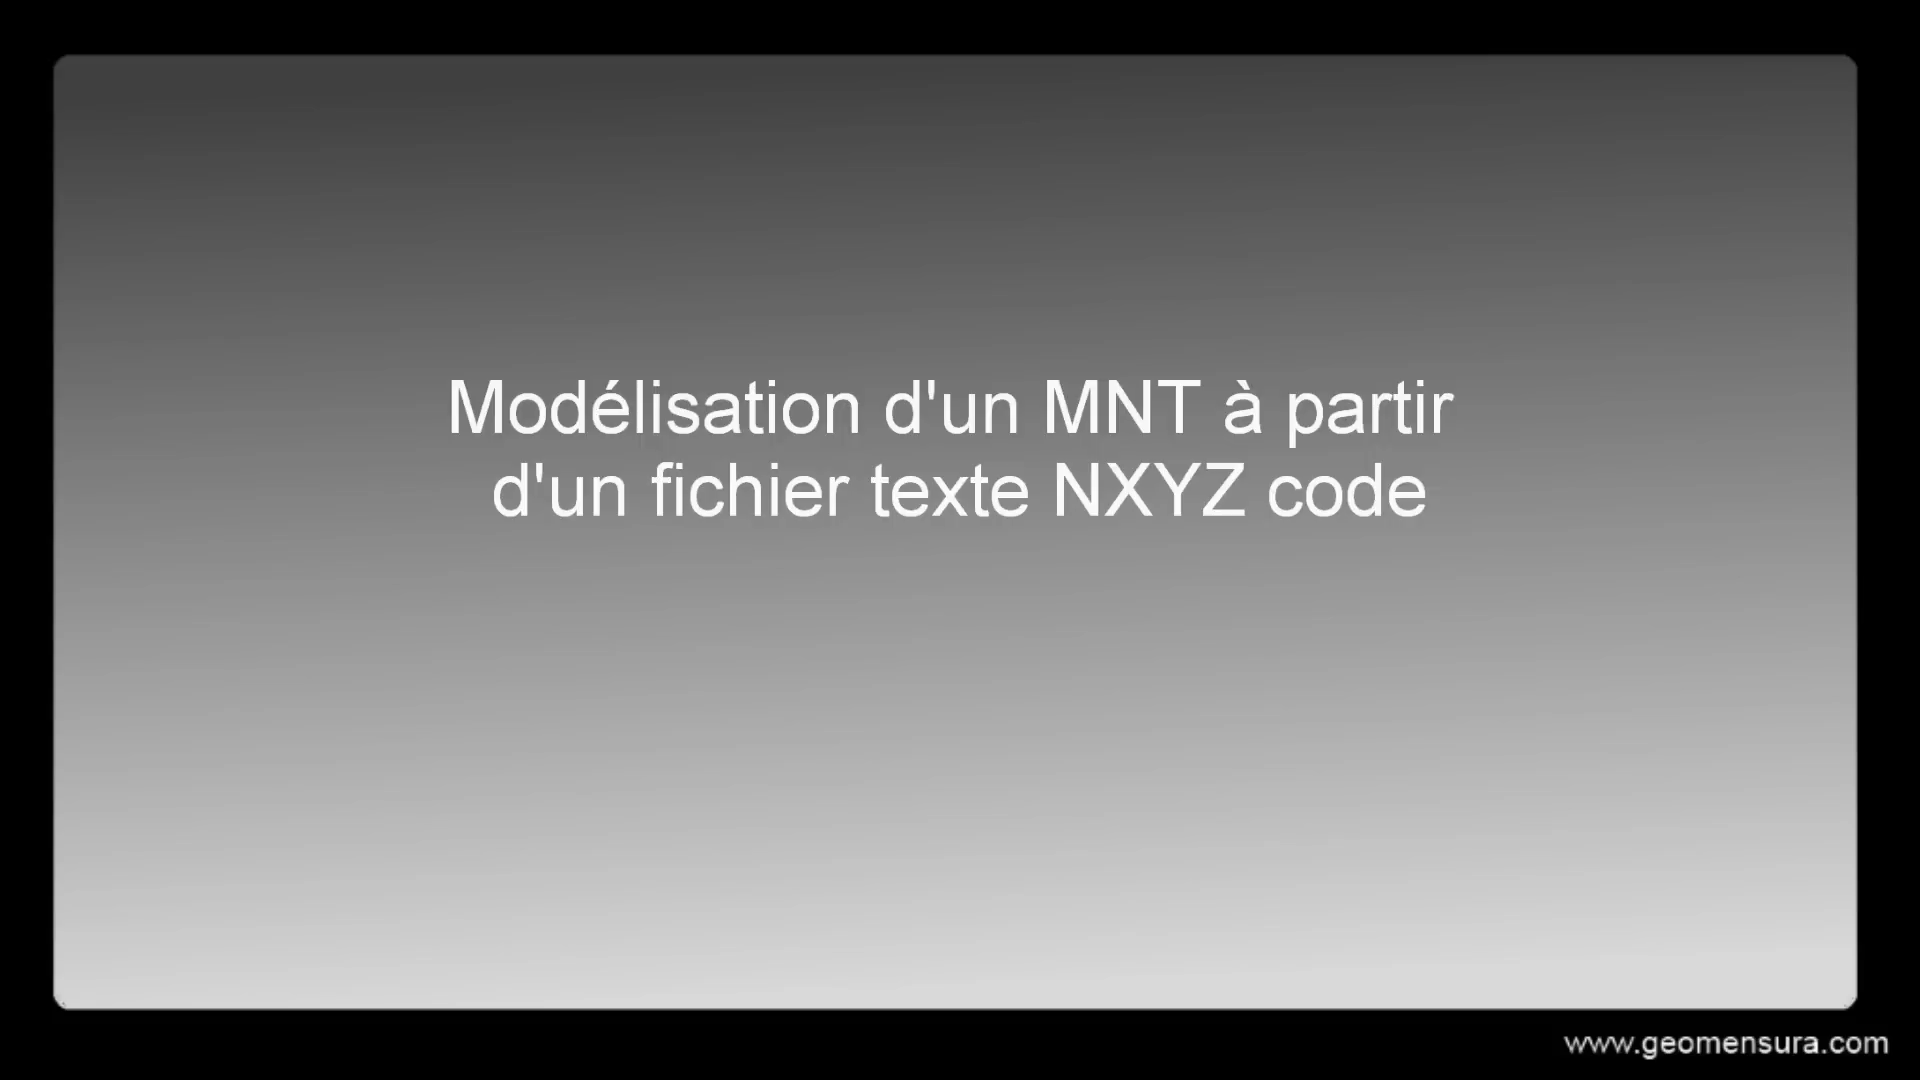 Modélisation d'un MNT à partir
d'un fichier texte NXYZ code
www.geomensura.com